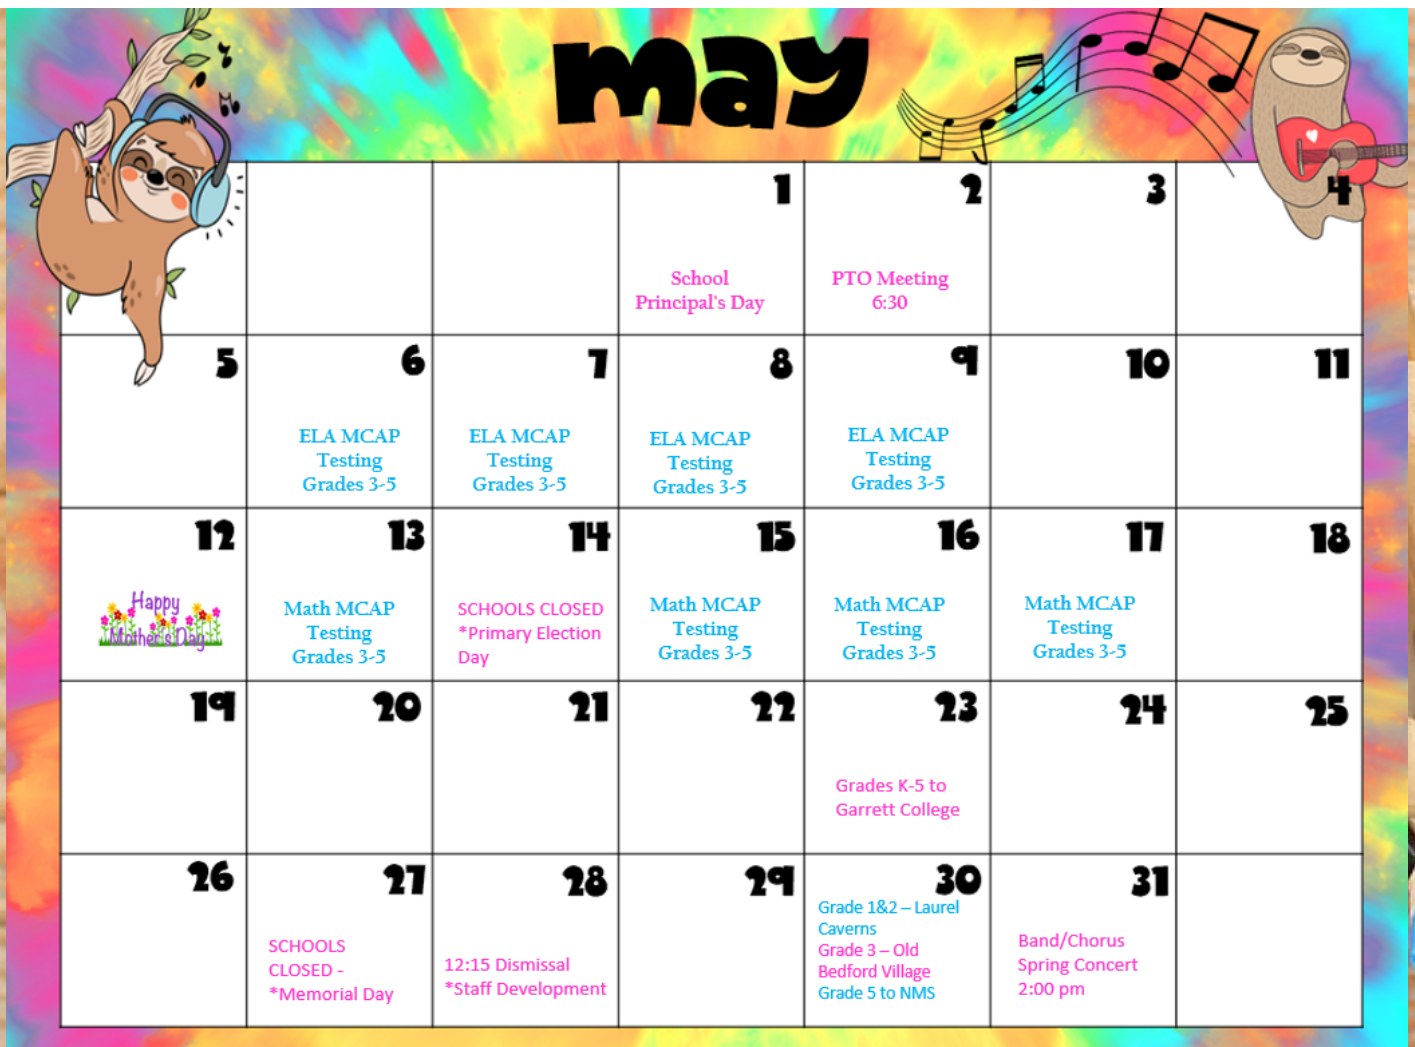 may
1
2
3
4
School
Principal's Day
PTO Meeting
6:30
5
6
7
8
9
10
11
ELA MCAP
Testing
Grades 3-5
ELA MCAP
Testing
Grades 3-5
ELA MCAP
Testing
Grades 3-5
ELA MCAP
Testing
Grades 3-5
12
13
14
15
16
17
18
Happy
Mother's Day
Math MCAP
Testing
Grades 3-5
SCHOOLS CLOSED
*Primary Election
Day
Math MCAP
Testing
Grades 3-5
Math MCAP
Testing
Grades 3-5
Math MCAP
Testing
Grades 3-5
19
20
21
22
23
24
25
Grades K-5 to
Garrett College
26
27
28
29
30
31
SCHOOLS
CLOSED -
*Memorial Day
12:15 Dismissal
*Staff Development
Grade 1&2 – Laurel
Caverns
Grade 3 – Old
Bedford Village
Grade 5 to NMS
Band/Chorus
Spring Concert
2:00 pm